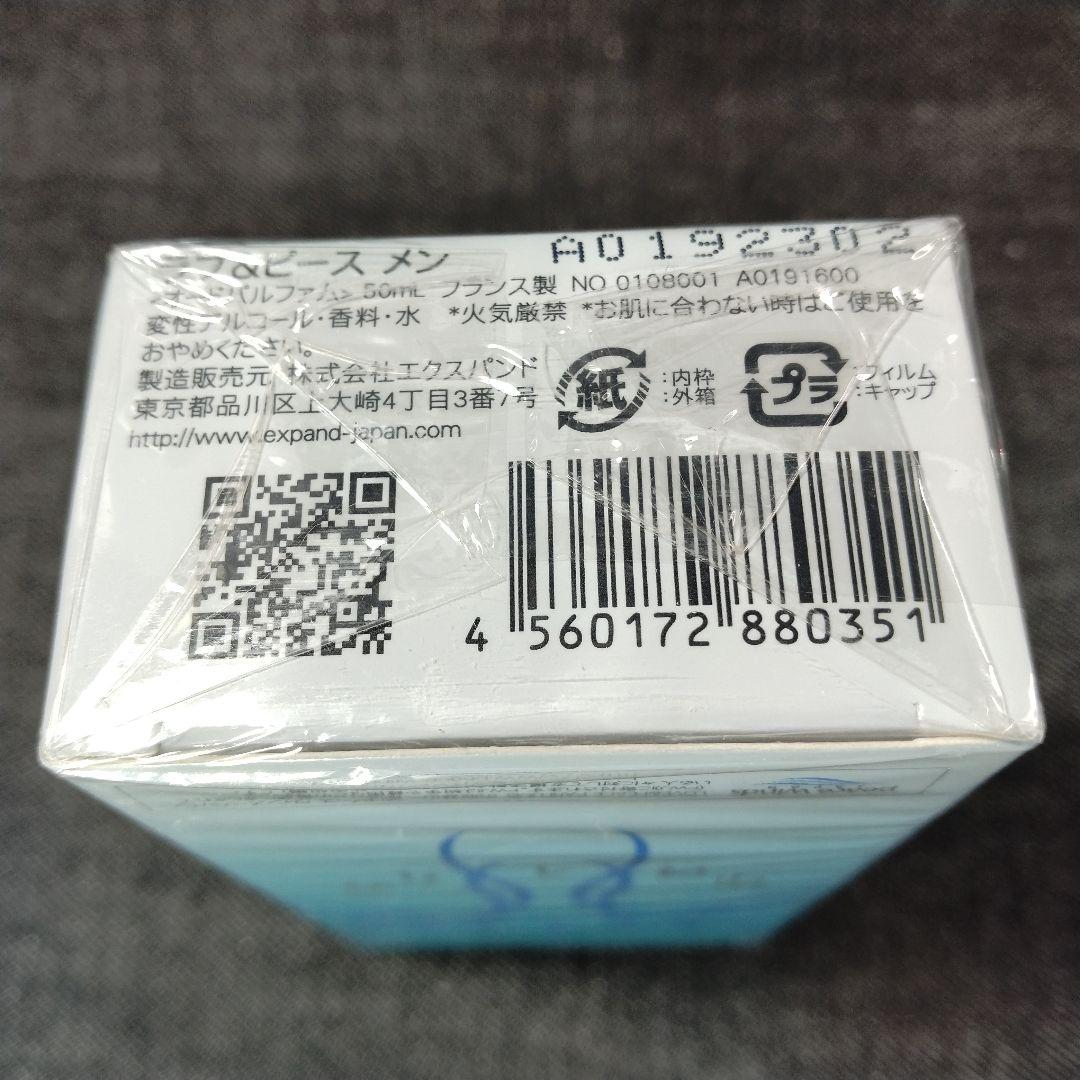 A0192302
ラブ&ピース メン
<オードパルファム> 50mL フランス製 NO 0108001 A0191600
変性アルコール・香料・水 *火気厳禁 *お肌に合わない時はご使用を
おやめください。
製造販売元 株式会社エクスパンド
東京都品川区上大崎4丁目3番7号
http://www.expand-japan.com
紙 :内枠
:外箱
プラ :フィルム
:キャップ
4 560172 880351